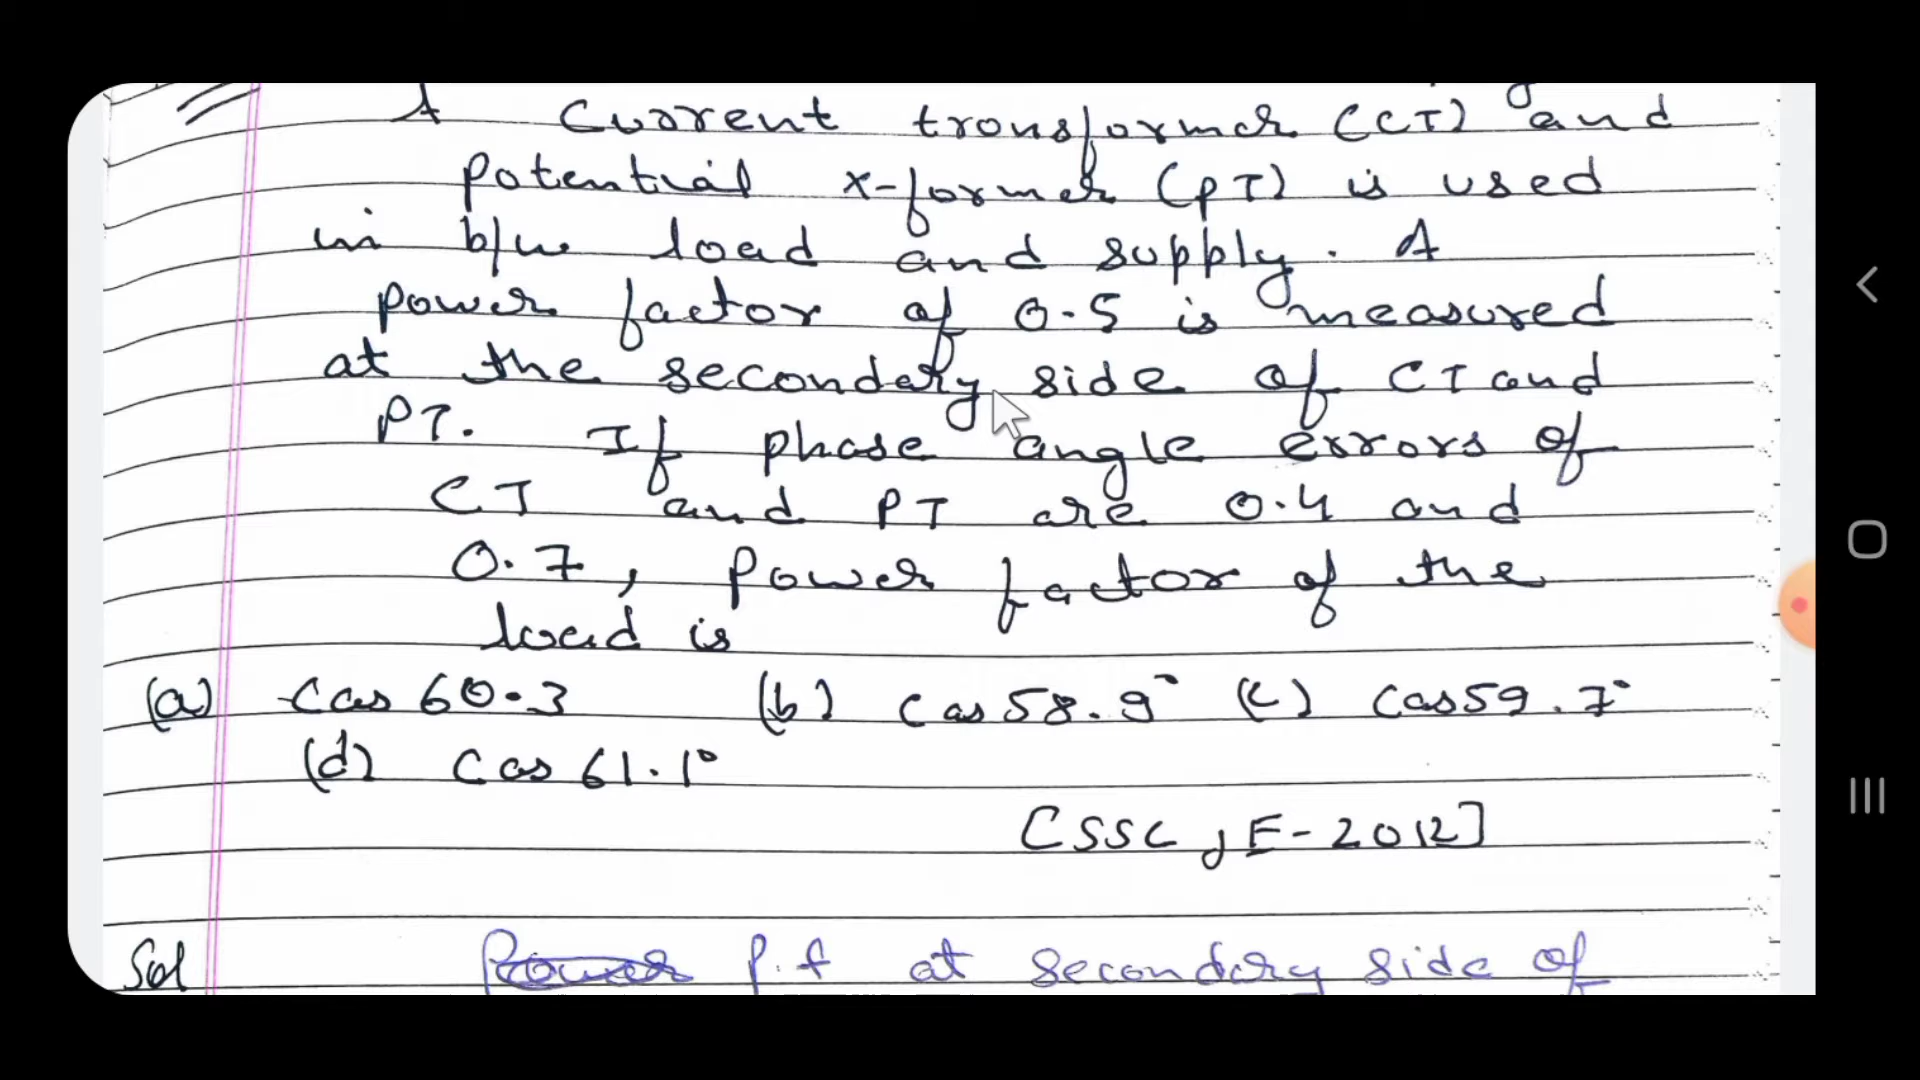 A Current transformer (CT) and
potential x-former (PT) is used
in b/w load and supply. A
power factor of 0.5 is measured
at the secondary side of CT and
PT. If phase angle errors of
CT and PT are 0.4 and
0.7, power factor of the
load is
(a) Cos 60.3 (b) Cos 58.9° (c) Cos 59.7°
(d) Cos 61.1°
[SSC JE-2012]
Sol Power P.f at secondary side of